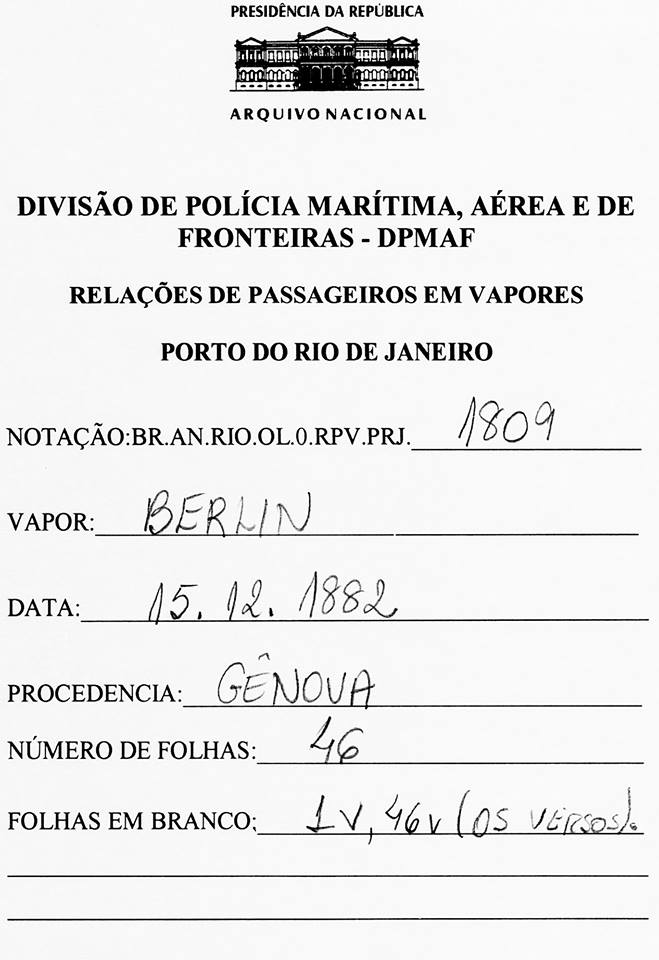 PRESIDÊNCIA DA REPÚBLICA
ARQUIVO NACIONAL
DIVISÃO DE POLÍCIA MARÍTIMA, AÉREA E DE
FRONTEIRAS - DPMAF
RELAÇÕES DE PASSAGEIROS EM VAPORES
PORTO DO RIO DE JANEIRO
NOTAÇÃO:BR.AN.RIO.OL.0.RPV.PRJ. 1809
VAPOR: BERLIN
DATA: 15.12.1882
PROCEDENCIA: GÊNOVA
NÚMERO DE FOLHAS: 46
FOLHAS EM BRANCO: 1V, 46V (OS VERSOS).